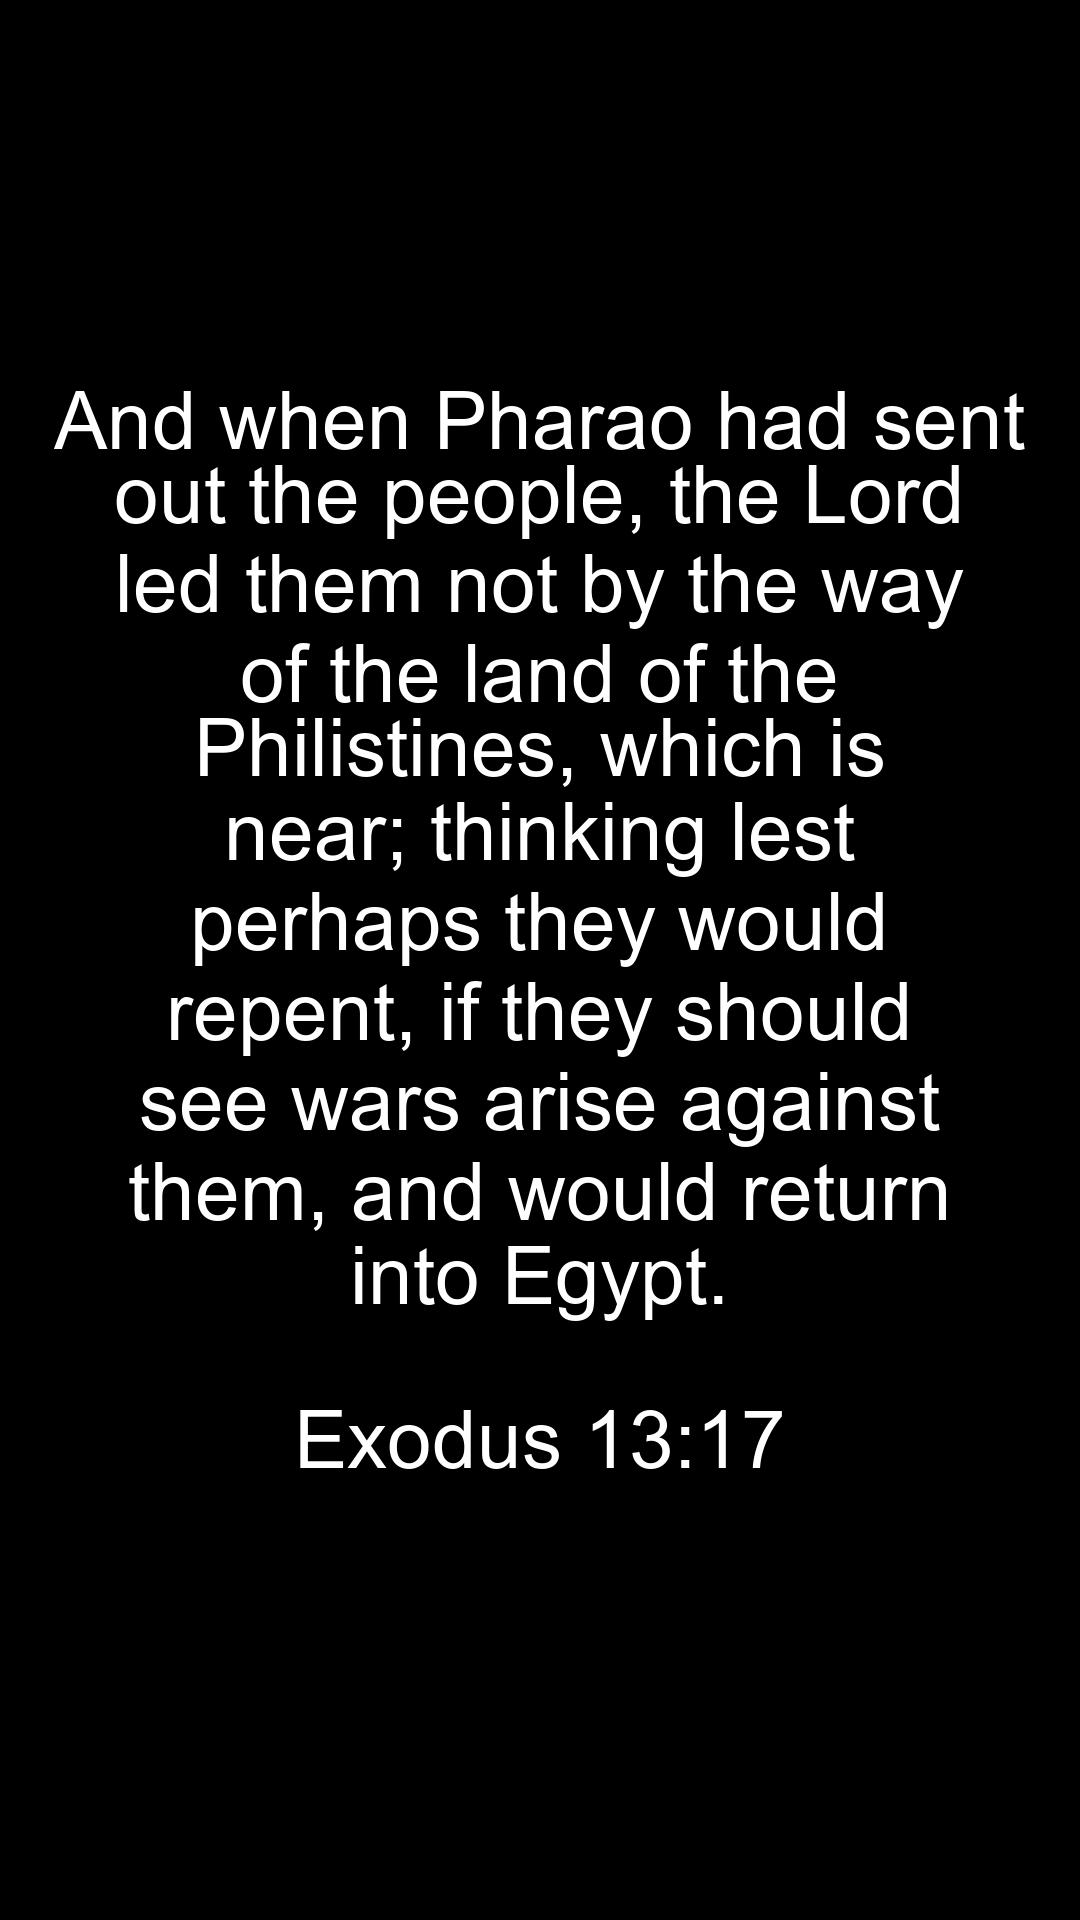 And when Pharao had sent
out the people, the Lord
led them not by the way
of the land of the
Philistines, which is
near; thinking lest
perhaps they would
repent, if they should
see wars arise against
them, and would return
into Egypt.
Exodus 13:17